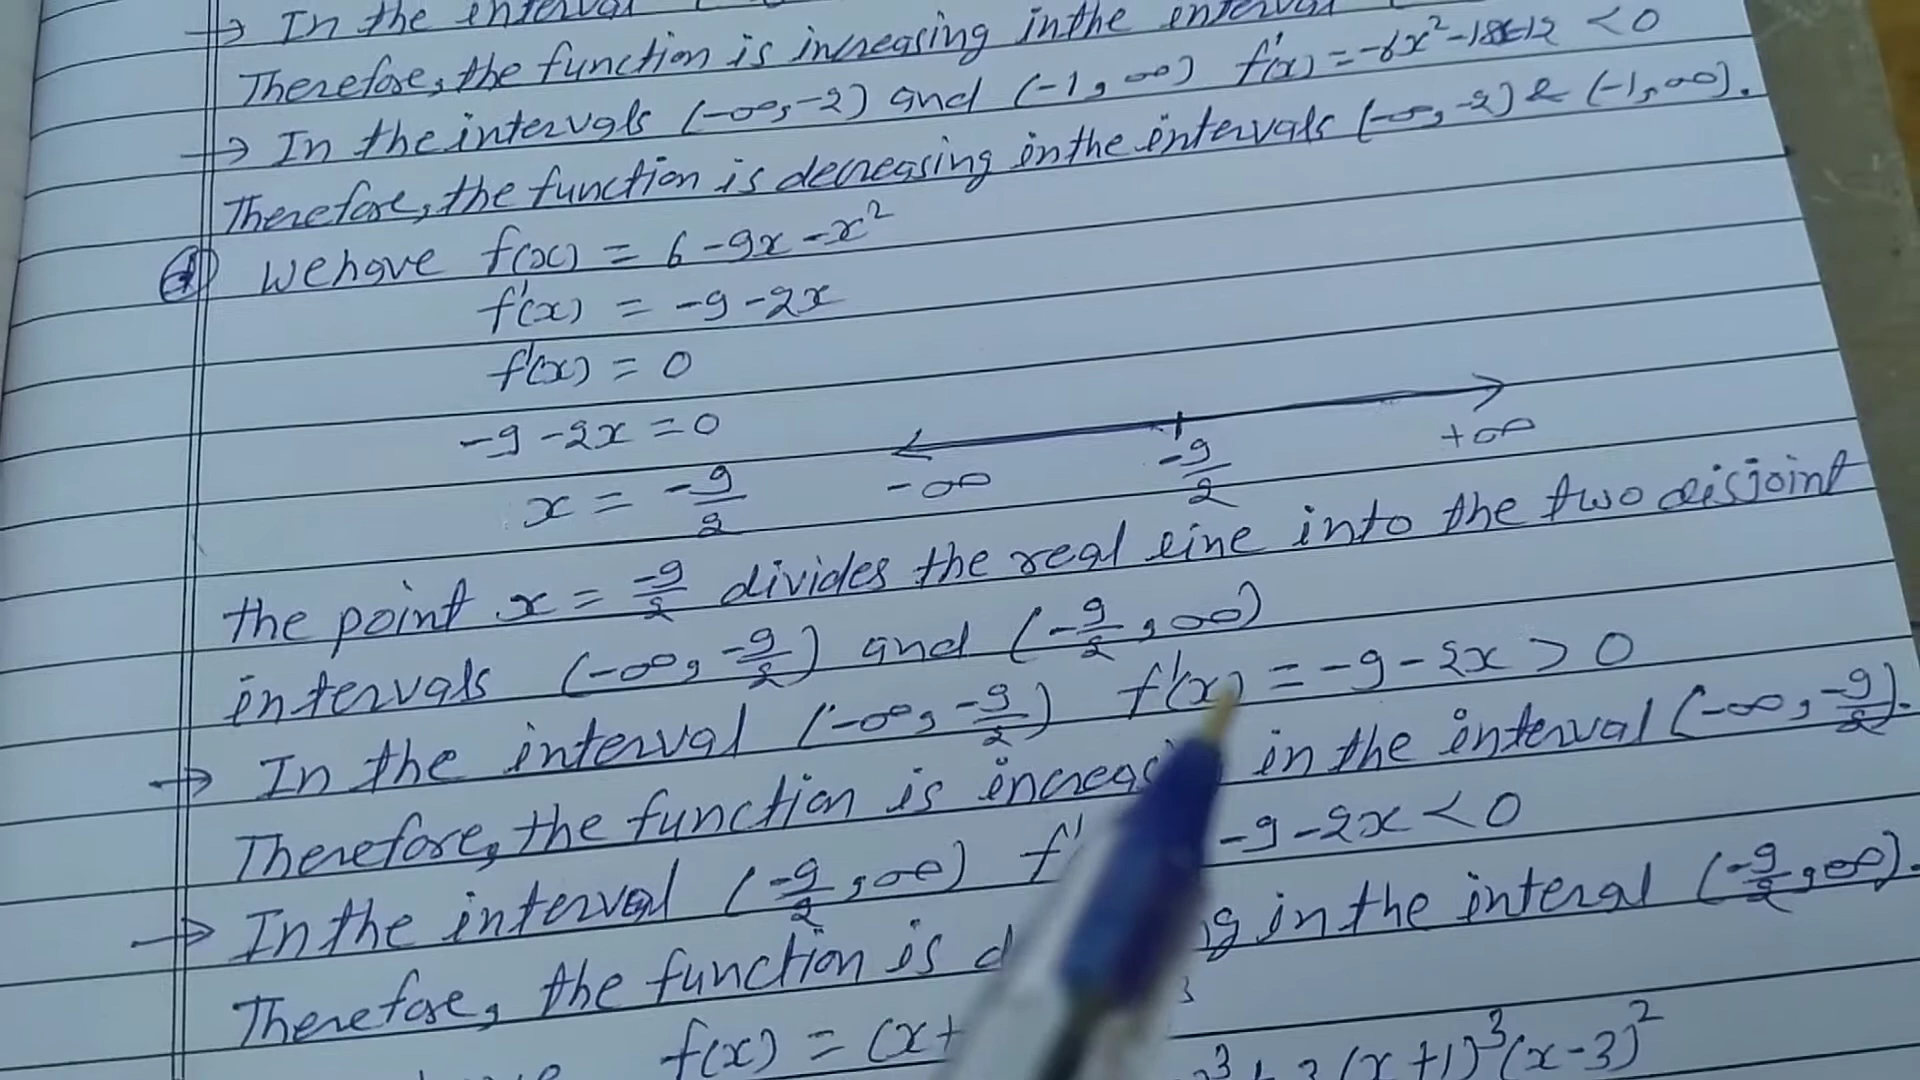 → In the interval
Therefore, the function is increasing in the interval
→ In the intervals (-∞, -2) and (-1, ∞) f'(x) = -6x² - 18x - 12 < 0
Therefore, the function is decreasing in the intervals (-∞, -2) & (-1, ∞).
(d) We have f(x) = 6 - 9x - x²
f'(x) = -9 - 2x
f'(x) = 0
-9 - 2x = 0
x = -9/2
-∞ -9/2 +∞
the point x = -9/2 divides the real line into the two disjoint
intervals (-∞, -9/2) and (-9/2, ∞)
→ In the interval (-∞, -9/2) f'(x) = -9 - 2x > 0
Therefore, the function is in the interval (-∞, -9/2).
→ In the interval (-9/2, ∞) f' -9 - 2x < 0
Therefore, the function is in the interal (-9/2, ∞).
f(x) = (x+ 3
3 + 3(x+1)³(x-3)²